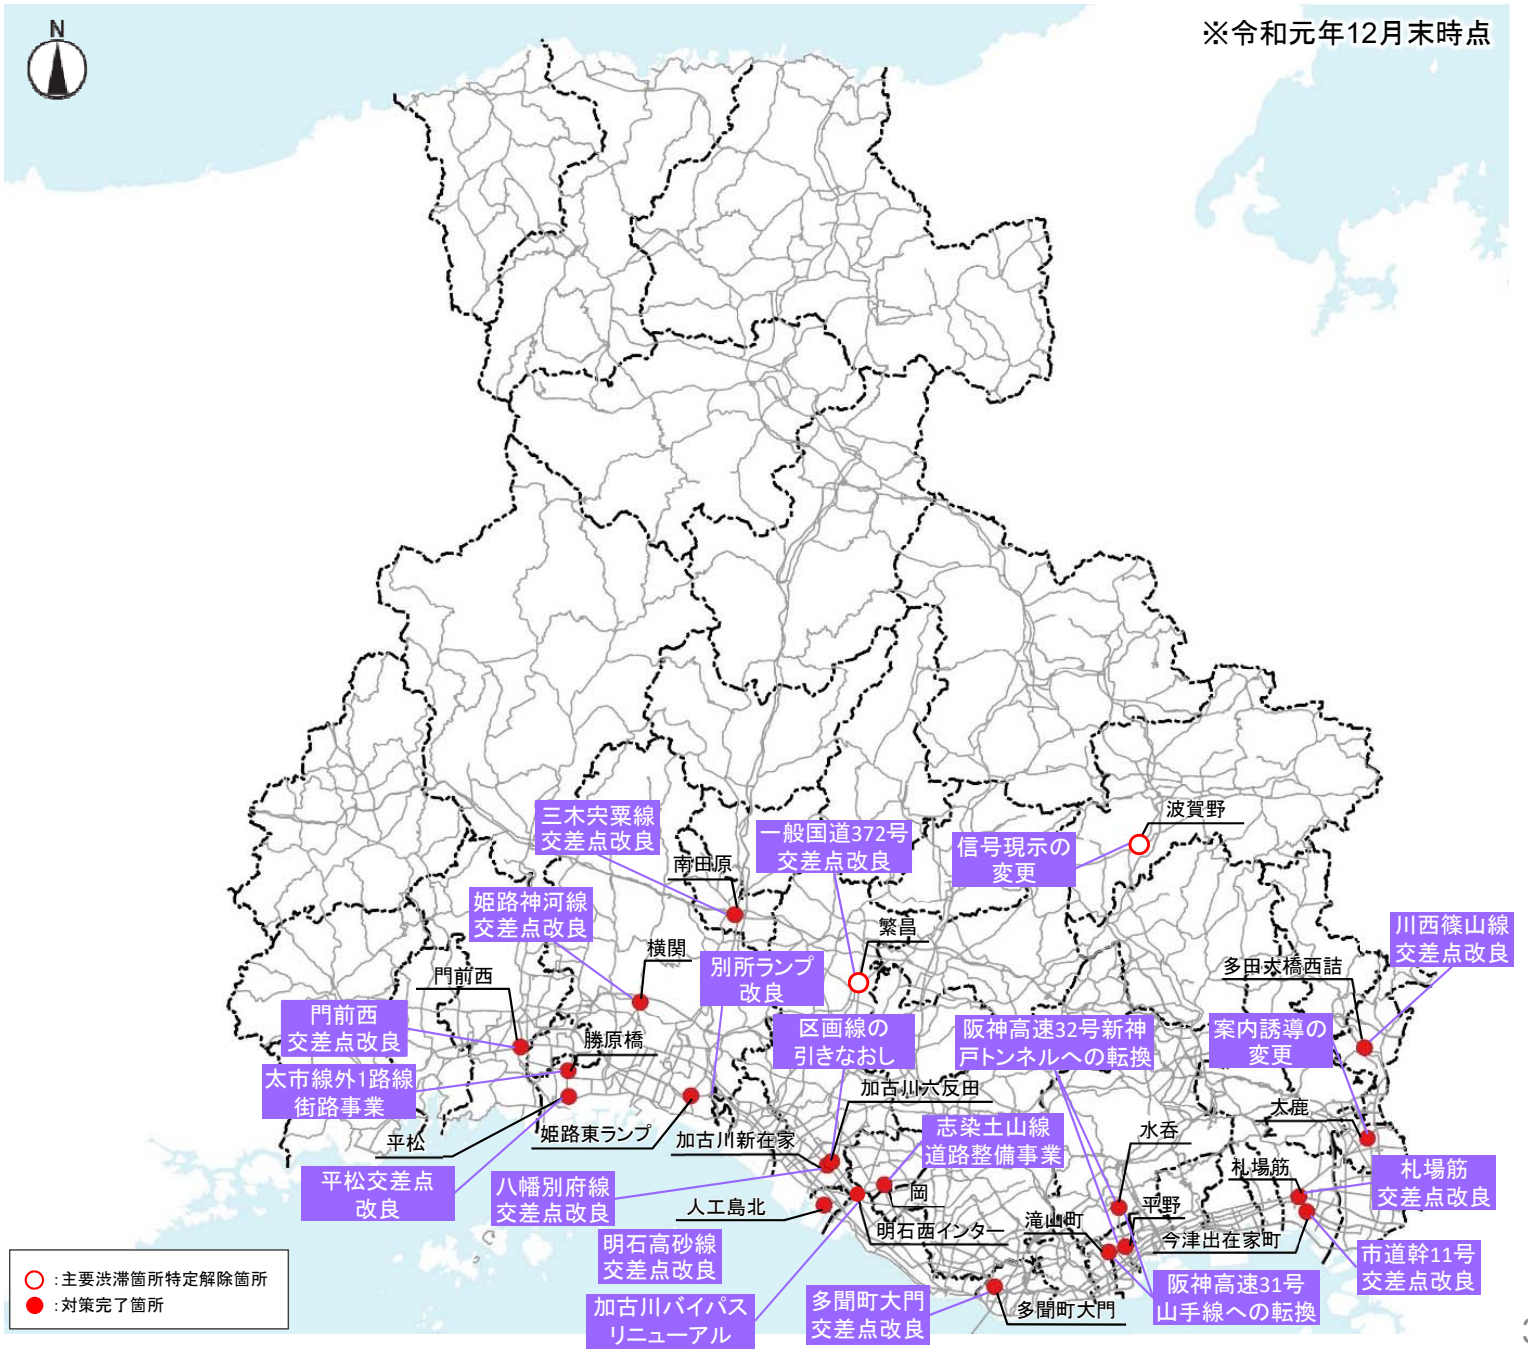 N
※令和元年12月末時点
波賀野
三木宍粟線
交差点改良
一般国道372号
交差点改良
信号現示の
変更
南田原
姫路神河線
交差点改良
繁昌
川西篠山線
交差点改良
横関
別所ランプ
改良
多田大橋西詰
門前西
門前西
交差点改良
区画線の
引きなおし
阪神高速32号新神
戸トンネルへの転換
案内誘導の
変更
勝原橋
太市線外1路線
街路事業
加古川六反田
大鹿
平松
姫路東ランプ
加古川新在家
志染土山線
道路整備事業
水呑
札場筋
札場筋
交差点改良
平松交差点
改良
八幡別府線
交差点改良
人工島北
岡
明石西インター
滝山町
平野
今津出在家町
明石高砂線
交差点改良
市道幹11号
交差点改良
加古川バイパス
リニューアル
多聞町大門
交差点改良
多聞町大門
阪神高速31号
山手線への転換
:主要渋滞箇所特定解除箇所
:対策完了箇所